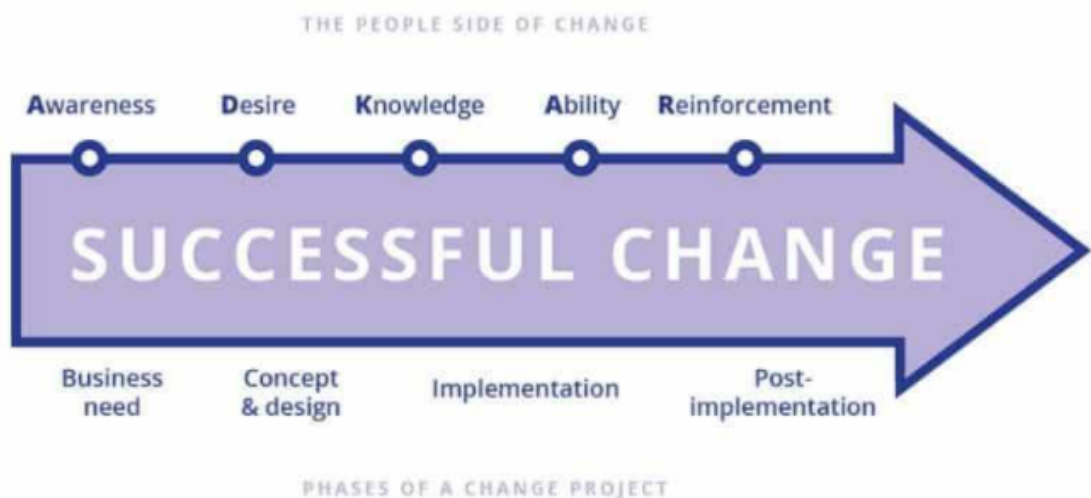 THE PEOPLE SIDE OF CHANGE
Awareness Desire Knowledge Ability Reinforcement
SUCCESSFUL CHANGE
Business need
Concept & design
Implementation
Post-implementation
PHASES OF A CHANGE PROJECT